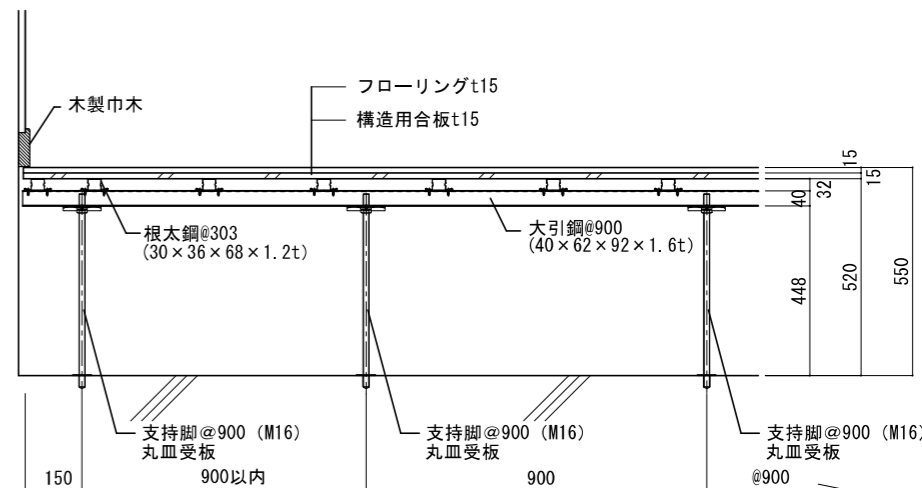 フローリングt15
木製巾木
構造用合板t15
15
15
32
40
根太鋼@303
(30×36×68×1.2t)
大引鋼@900
(40×62×92×1.6t)
448
520
550
支持脚@900 (M16)
丸皿受板
支持脚@900 (M16)
丸皿受板
支持脚@900 (M16)
丸皿受板
150
900以内
900
@900